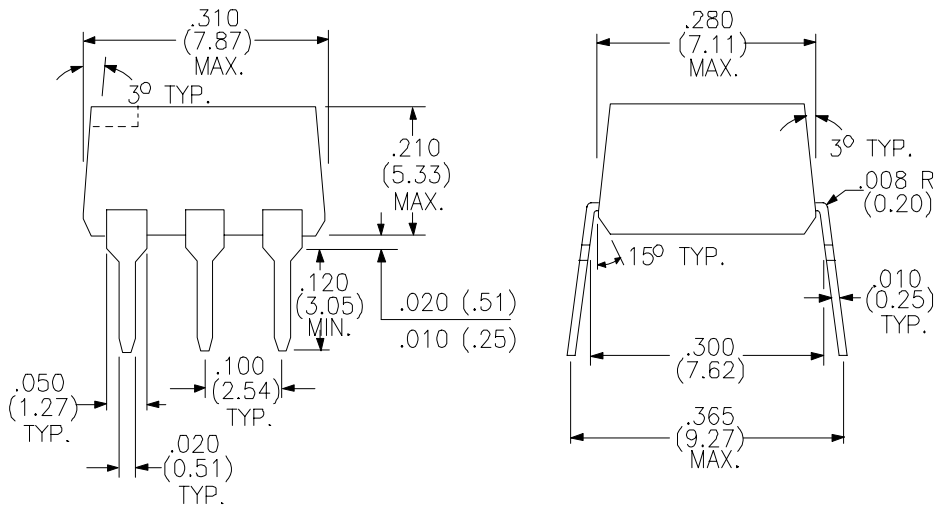 .310
(7.87)
MAX.
3° TYP.
.210
(5.33)
MAX.
.120
(3.05)
MIN.
.020 (.51)
.010 (.25)
.050
(1.27)
TYP.
.100
(2.54)
TYP.
.020
(0.51)
TYP.
.280
(7.11)
MAX.
3° TYP.
.008 R
(0.20)
15° TYP.
.010
(0.25)
TYP.
.300
(7.62)
.365
(9.27)
MAX.